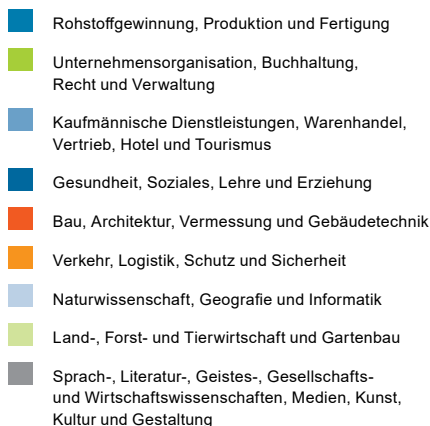 Rohstoffgewinnung, Produktion und Fertigung
Unternehmensorganisation, Buchhaltung,
Recht und Verwaltung
Kaufmännische Dienstleistungen, Warenhandel,
Vertrieb, Hotel und Tourismus
Gesundheit, Soziales, Lehre und Erziehung
Bau, Architektur, Vermessung und Gebäudetechnik
Verkehr, Logistik, Schutz und Sicherheit
Naturwissenschaft, Geografie und Informatik
Land-, Forst- und Tierwirtschaft und Gartenbau
Sprach-, Literatur-, Geistes-, Gesellschafts-
und Wirtschaftswissenschaften, Medien, Kunst,
Kultur und Gestaltung